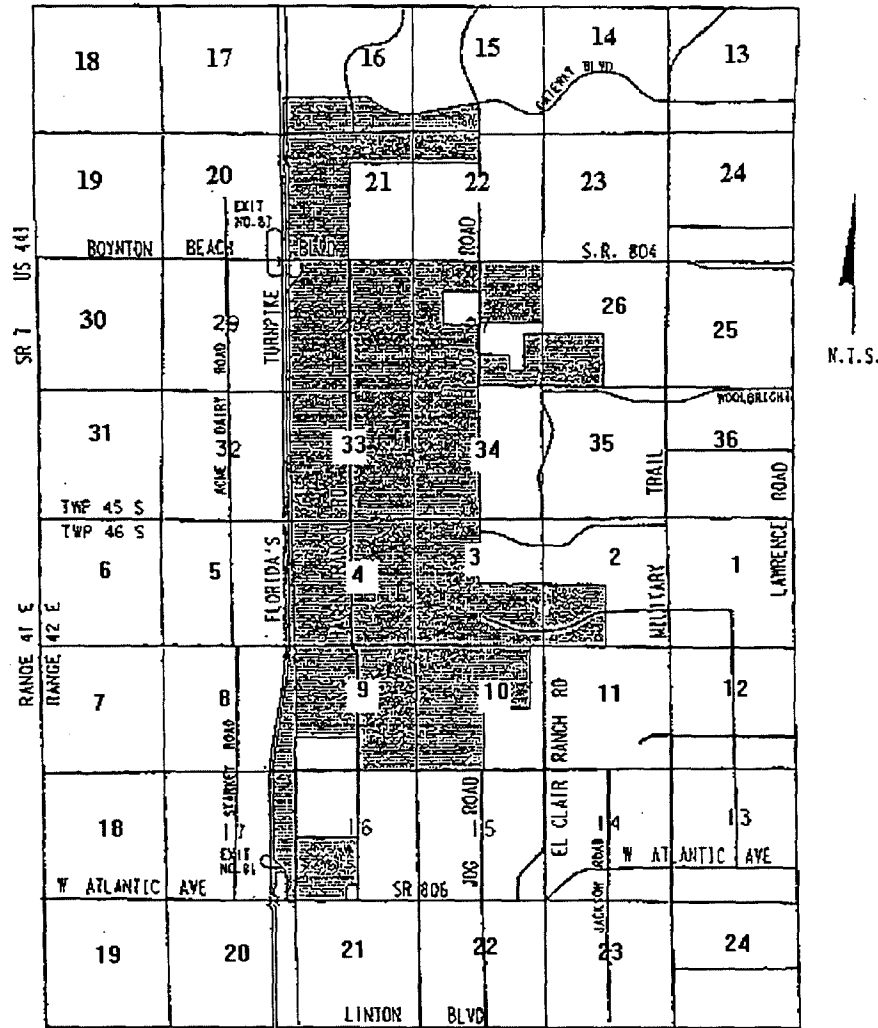 18 17 16 15 14 13
GATEWAY BLVD
19 20 21 22 23 24
EXIT
NO. 87
BOYNTON BEACH BLVD S.R. 804
ROAD
SR 7 US 441
30 29 26 25
TURNPIKE
N.T.S.
WOOLBRIGHT
31 32 33 34 35 36
ACME DAIRY ROAD
TRAIL
LAWRENCE ROAD
TWP 45 S
TWP 46 S
6 5 4 3 2 1
FLORIDA'S
MILITARY
RANGE 41 E
RANGE 42 E
7 8 9 10 11 12
STARKEY ROAD
EL CLAIR RANCH RD
18 17 16 15 14 13
JOG ROAD
EXIT
NO. 81
W ATLANTIC AVE SR 806 W ATLANTIC AVE
JACKSON ROAD
19 20 21 22 23 24
LINTON BLVD